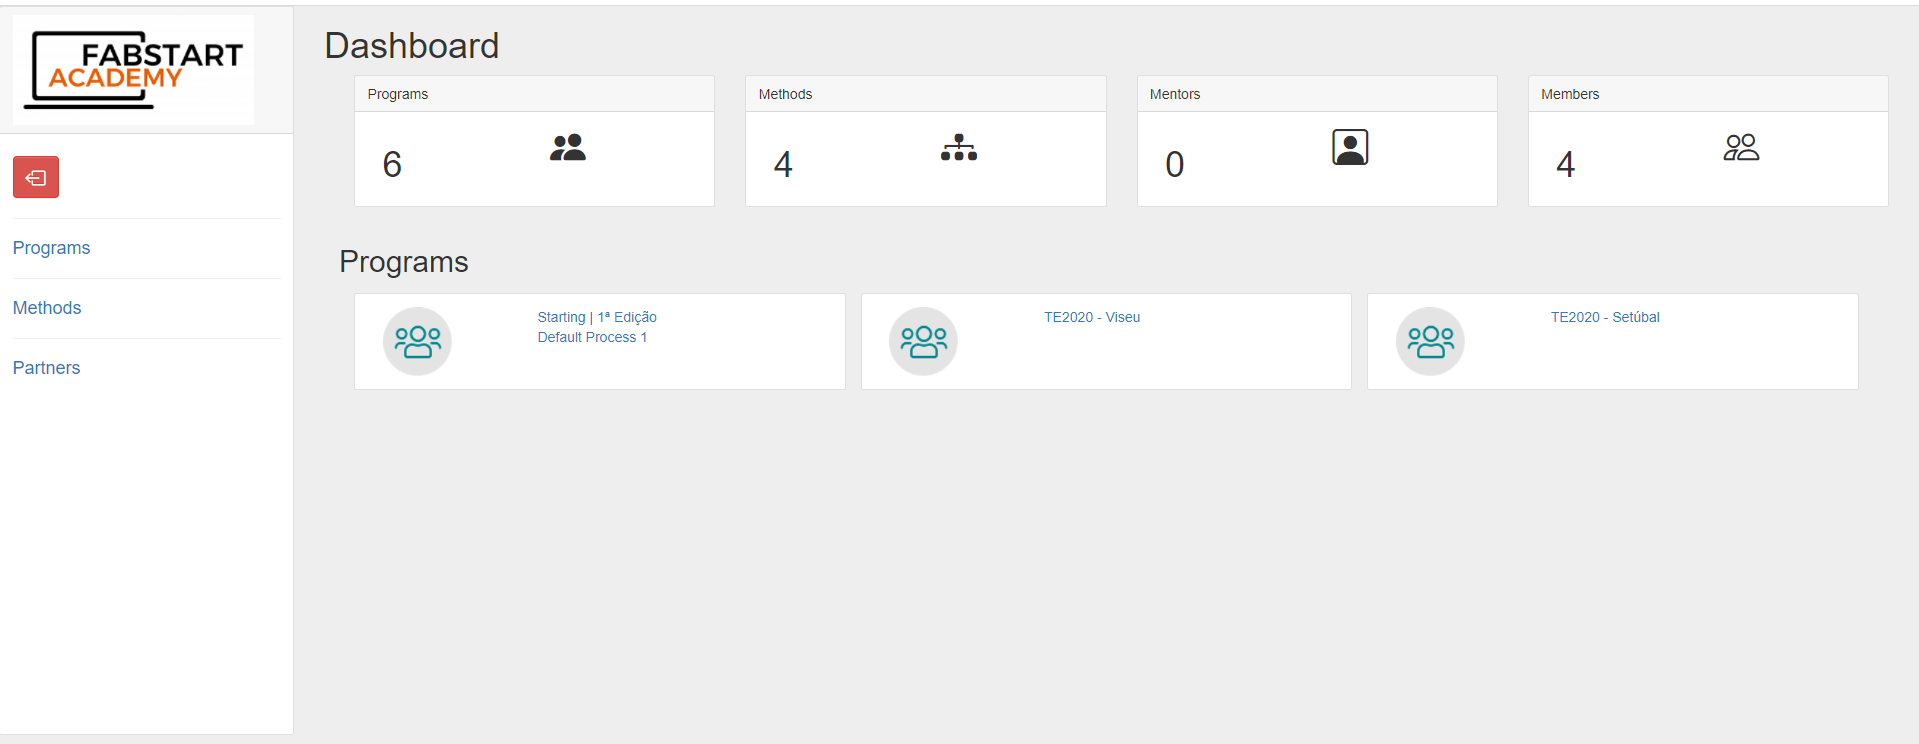 FABSTART
ACADEMY
Programs
Methods
Partners
Dashboard
Programs
6
Methods
4
Mentors
0
Members
4
Programs
Starting | 1ª Edição
Default Process 1
TE2020 - Viseu
TE2020 - Setúbal